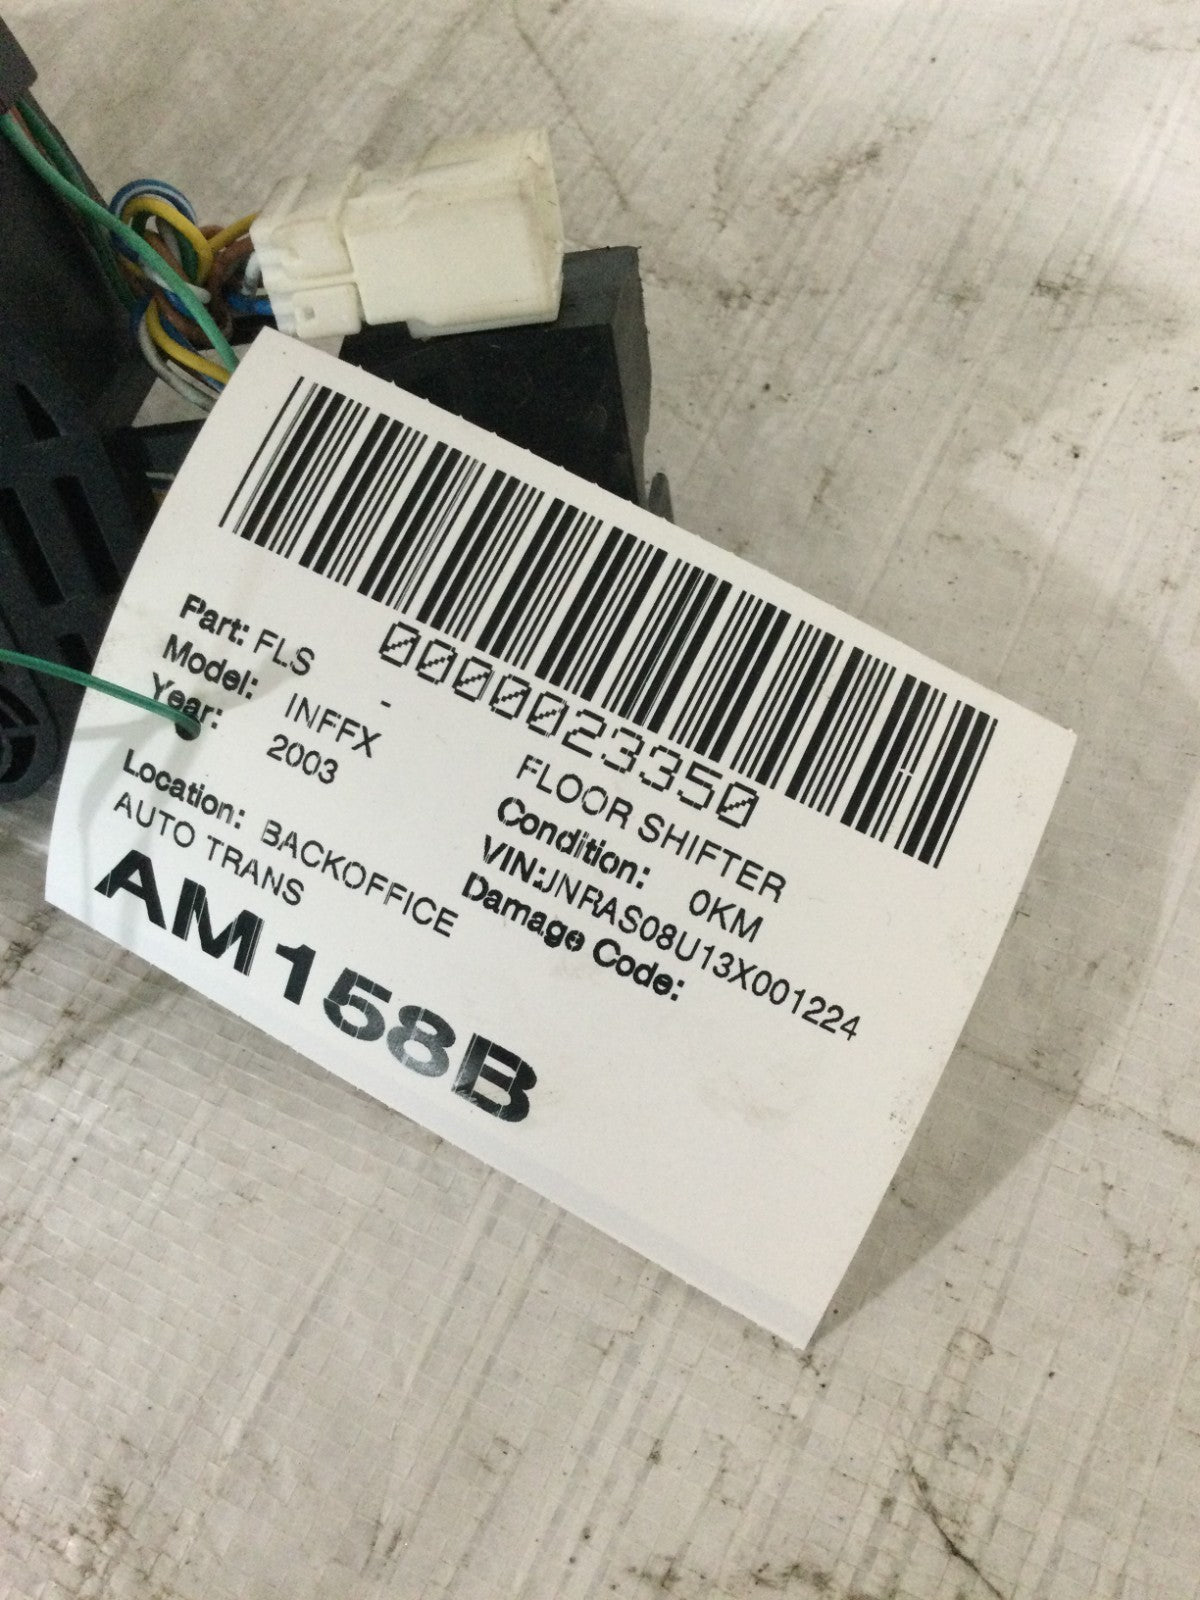 0000023350
Part: FLS - FLOOR SHIFTER
Model: INFFX Condition: 0KM
Year: 2003 VIN:JNRAS08U13X001224
Damage Code:
Location: BACKOFFICE
AUTO TRANS
AM158B